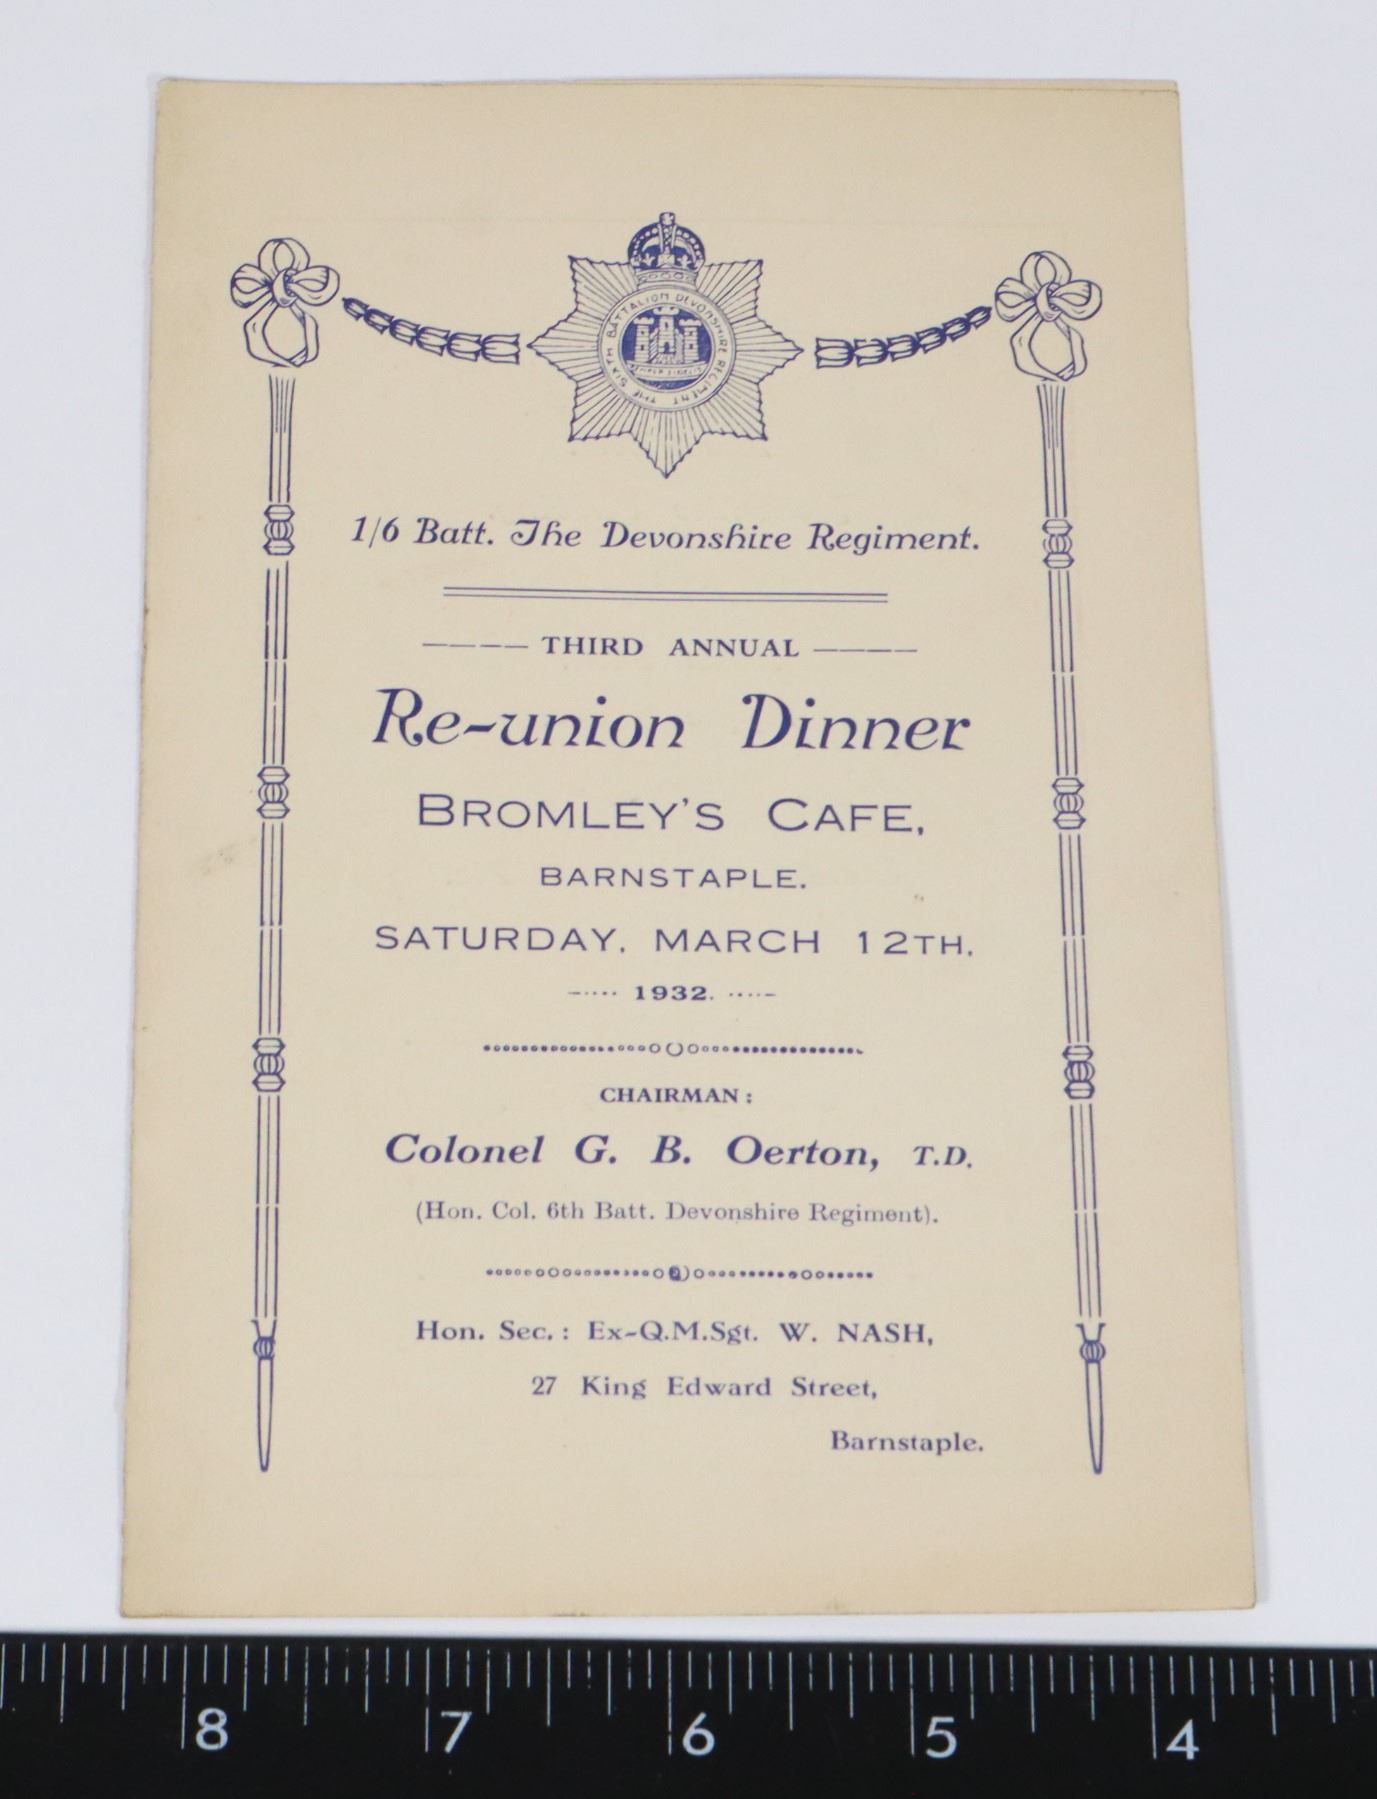 THE SIXTH BATTALION DEVONSHIRE REGIMENT
SEMPER FIDELIS
1/6 Batt. The Devonshire Regiment.
THIRD ANNUAL
Re-union Dinner
BROMLEY'S CAFE,
BARNSTAPLE.
SATURDAY, MARCH 12TH,
1932.
CHAIRMAN:
Colonel G. B. Oerton, T.D.
(Hon. Col. 6th Batt. Devonshire Regiment).
Hon. Sec.: Ex-Q.M.Sgt. W. NASH,
27 King Edward Street,
Barnstaple.
8 7 6 5 4